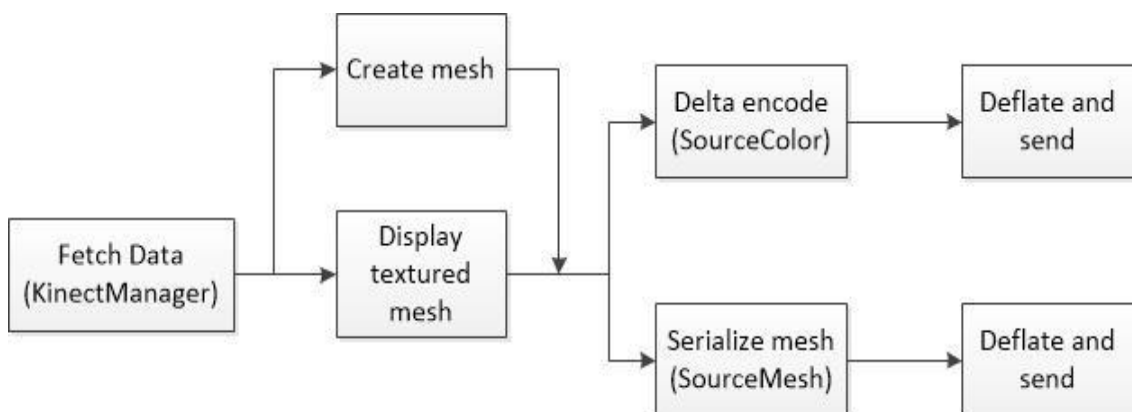 Create mesh
Delta encode
(SourceColor)
Deflate and
send
Fetch Data
(KinectManager)
Display
textured
mesh
Serialize mesh
(SourceMesh)
Deflate and
send